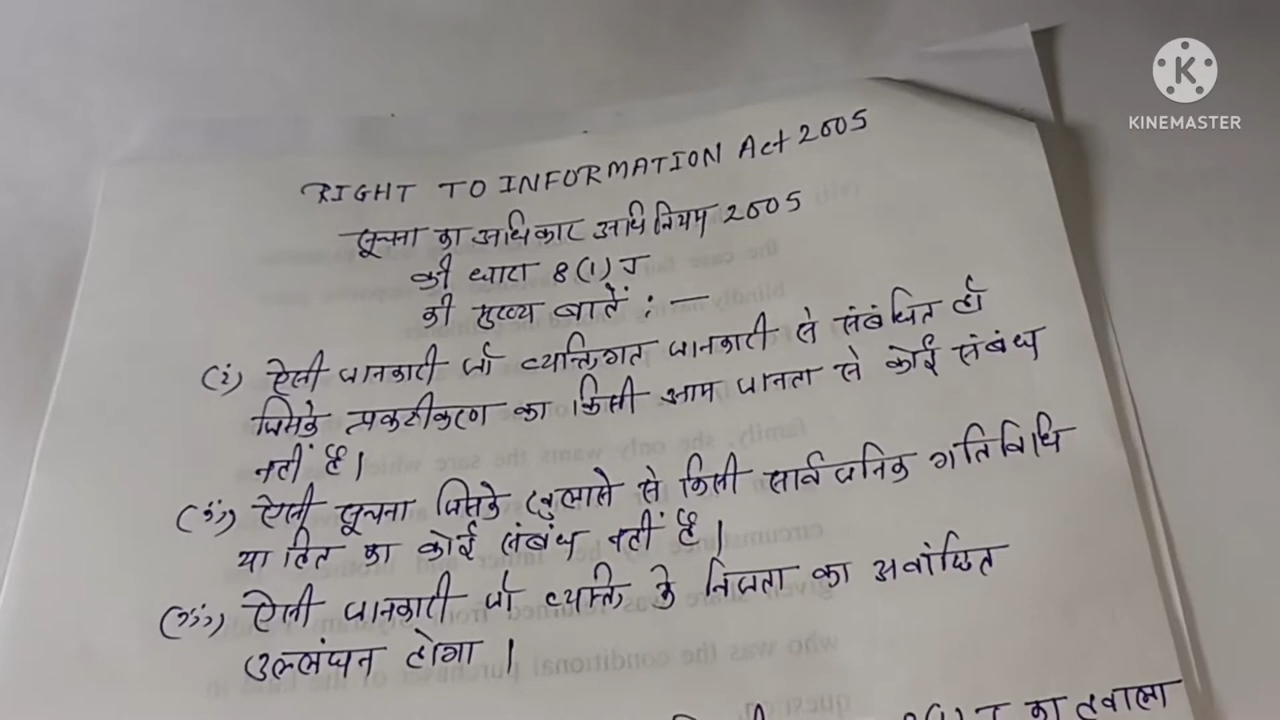 KINEMASTER
RIGHT TO INFORMATION Act 2005
सूचना का अधिकार अधिनियम 2005
की धारा 8(1) J
की मुख्य बातें : —
(i) ऐसी जानकारी जो व्यक्तिगत जानकारी से संबंधित हो
जिसके प्रकटीकरण का किसी आम जनता से कोई संबंध
नहीं है।
(ii) ऐसी सूचना जिसके खुलासे से किसी सार्वजनिक गतिविधि
या हित का कोई संबंध नहीं है।
(iii) ऐसी जानकारी जो व्यक्ति के निजता का अवांछित
उल्लंघन होगा।
J का हवाला